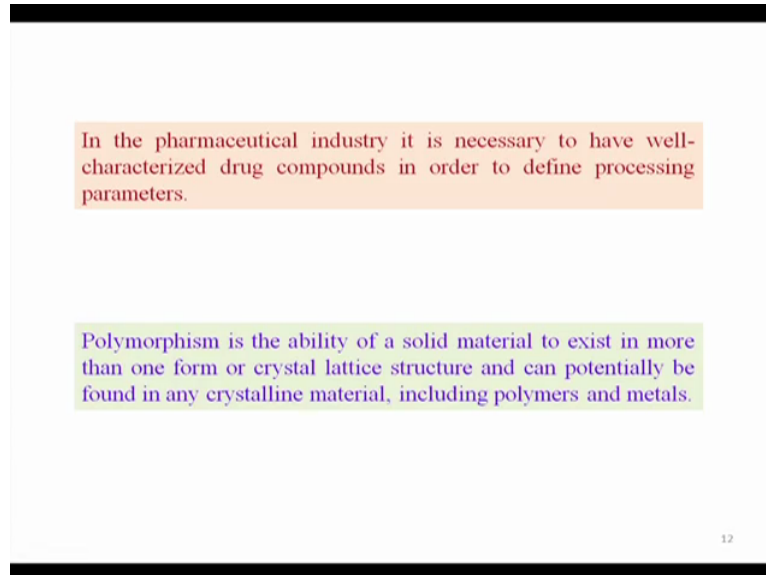 In the pharmaceutical industry it is necessary to have well-
characterized drug compounds in order to define processing
parameters.
Polymorphism is the ability of a solid material to exist in more
than one form or crystal lattice structure and can potentially be
found in any crystalline material, including polymers and metals.
12